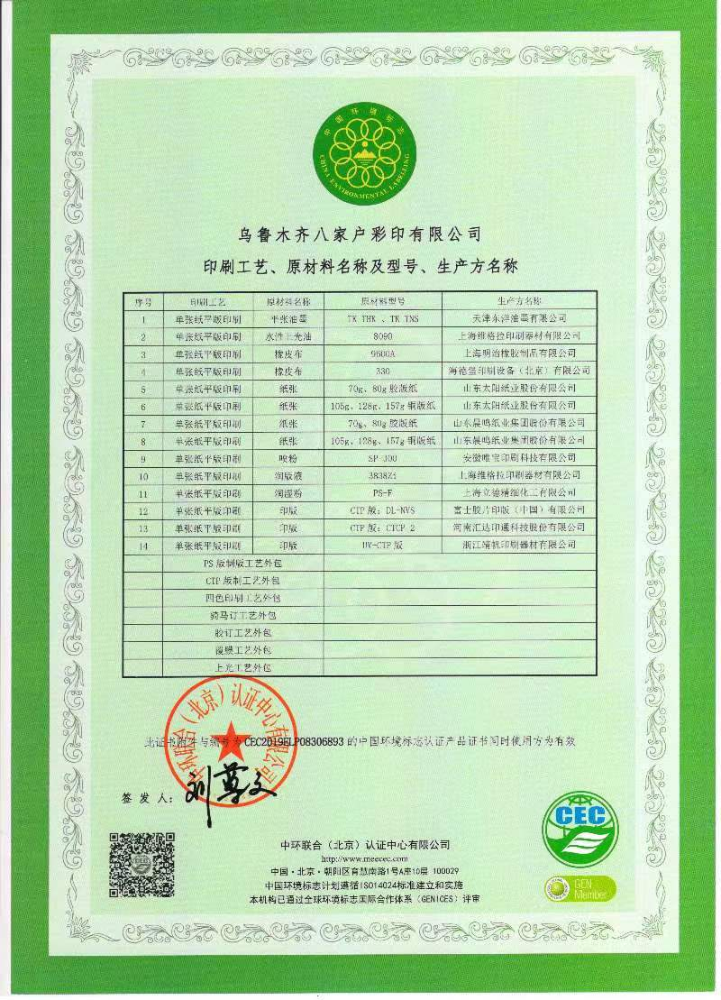 中国环境标志
CHINA ENVIRONMENTAL LABELLING
乌鲁木齐八家户彩印有限公司
印刷工艺、原材料名称及型号、生产方名称
序号 印刷工艺 原材料名称 原材料型号 生产方名称
1 单张纸平版印刷 平张油墨 TK THK 、TK TNS 天津东洋油墨有限公司
2 单张纸平版印刷 水性上光油 8090 上海维格拉印刷器材有限公司
3 单张纸平版印刷 橡皮布 9600A 上海明治橡胶制品有限公司
4 单张纸平版印刷 橡皮布 330 海德堡印刷设备（北京）有限公司
5 单张纸平版印刷 纸张 70g、80g 胶版纸 山东太阳纸业股份有限公司
6 单张纸平版印刷 纸张 105g、128g、157g 铜版纸 山东太阳纸业股份有限公司
7 单张纸平版印刷 纸张 70g、80g 胶版纸 山东晨鸣纸业集团股份有限公司
8 单张纸平版印刷 纸张 105g、128g、157g 铜版纸 山东晨鸣纸业集团股份有限公司
9 单张纸平版印刷 喷粉 SP 300 安徽唯宝印刷科技有限公司
10 单张纸平版印刷 润版液 3838Zi 上海维格拉印刷器材有限公司
11 单张纸平版印刷 润湿粉 PS-F 上海立德精细化工有限公司
12 单张纸平版印刷 印版 CTP 版：DL-NVS 富士胶片印版（中国）有限公司
13 单张纸平版印刷 印版 CTP 版：CTCP 2 河南汇达印通科技股份有限公司
14 单张纸平版印刷 印版 UV-CTP 版 浙江靖帆印刷器材有限公司
PS 版制版工艺外包
CTP 版制工艺外包
四色印刷工艺外包
骑马订工艺外包
胶订工艺外包
覆膜工艺外包
上光工艺外包
中环联合（北京）认证中心有限公司
此证书附件与编号为CEC2019ELP08306893 的中国环境标志认证产品证书同时使用方为有效
签 发 人：刘尊文
CEC
中环联合（北京）认证中心有限公司
http://www.meecec.com
中国·北京·朝阳区育慧南路1号A座10层 100029
中国环境标志计划遵循ISO14024标准建立和实施
本机构已通过全球环境标志国际合作体系（GENICES）评审
CEC
GEN
Member